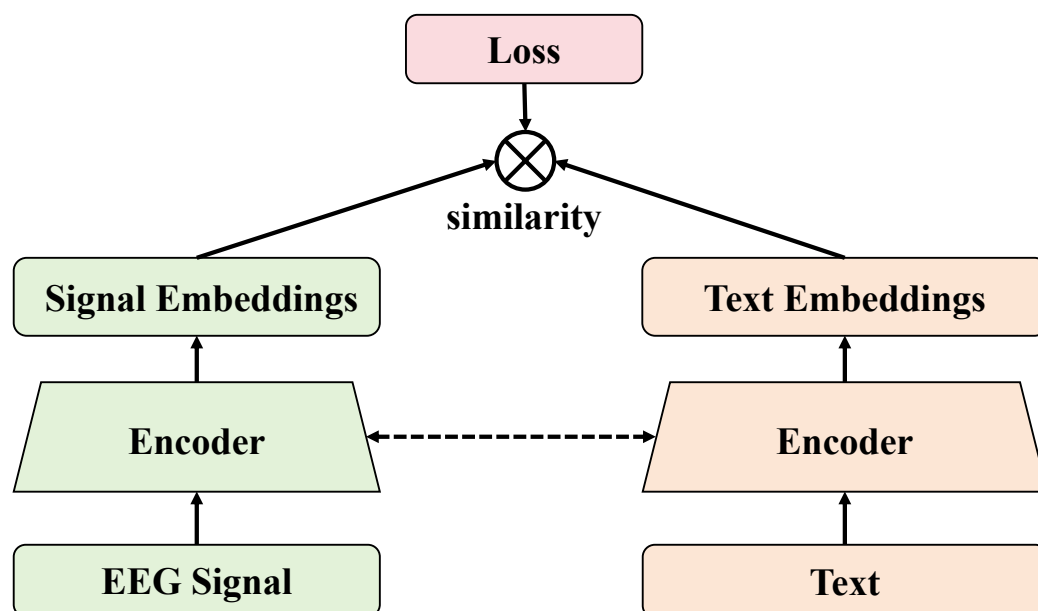 Loss
similarity
Signal Embeddings
Text Embeddings
Encoder
Encoder
EEG Signal
Text